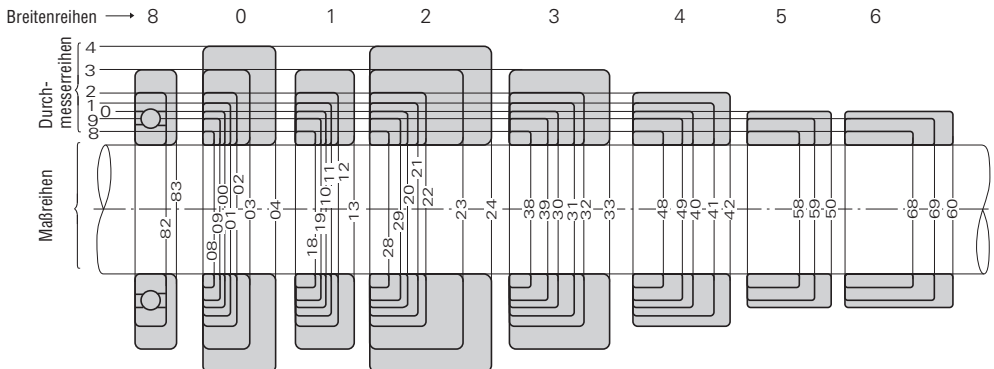 Breitenreihen 8 0 1 2 3 4 5 6
Durch-
messerreihen
4
3
2
1
0
9
8
Maßreihen
82 83
08 09 00 01 02 03 04
18 19 10 11 12 13
28 29 20 21 22 23 24
38 39 30 31 32 33
48 49 40 41 42
58 59 50
68 69 60